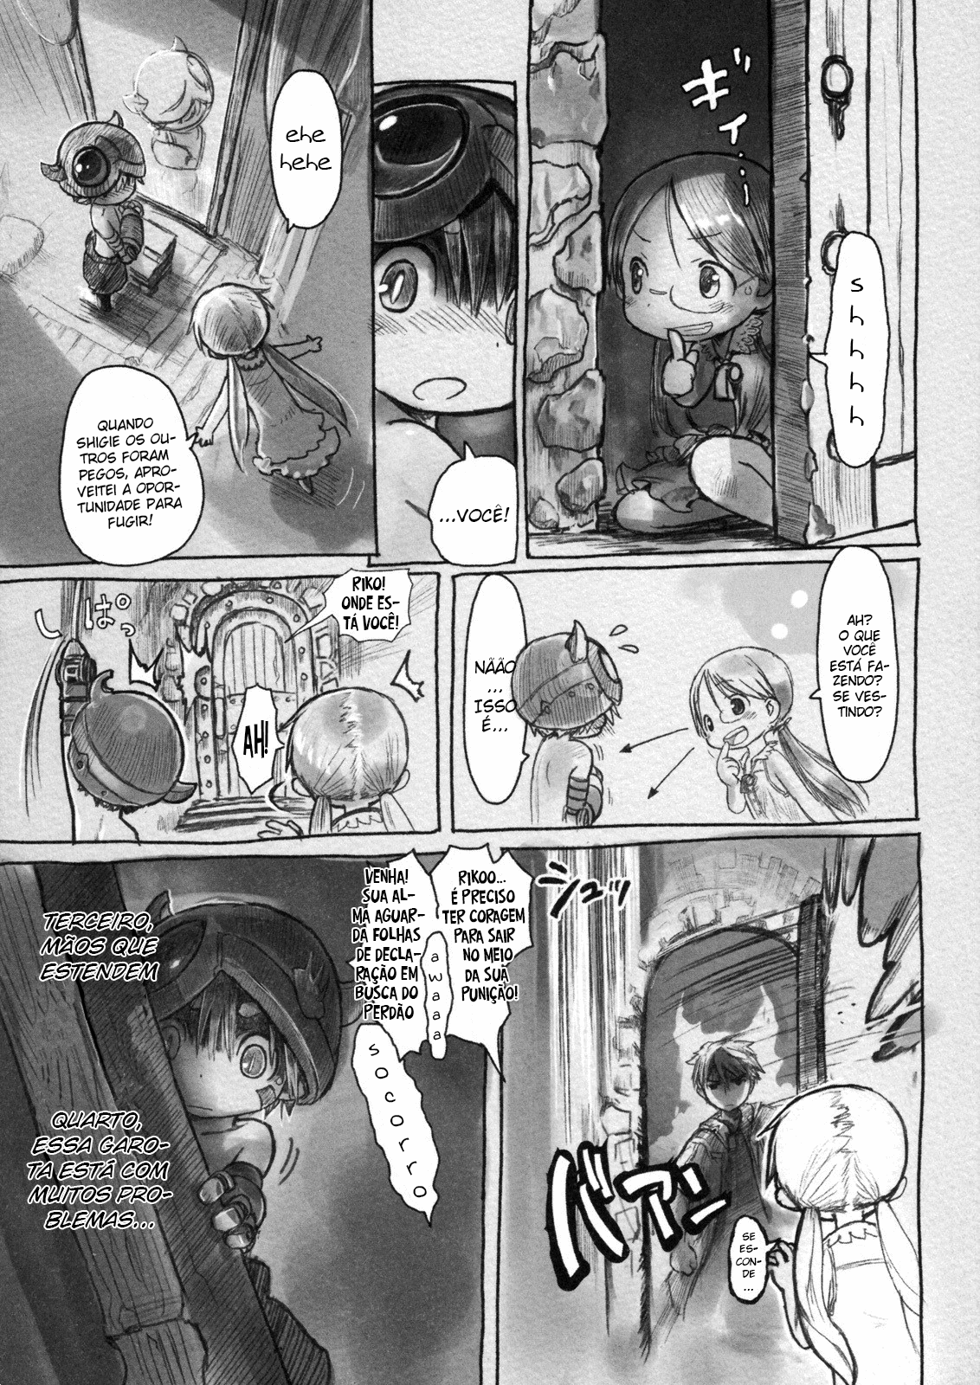 ギィ...
s
h
h
h
h
...VOCÊ!
ehe
hehe
QUANDO
SHIGIE OS OU-
TROS FORAM
PEGOS, APRO-
VEITEI A OPOR-
TUNIDADE PARA
FUGIR!
AH?
O QUE
VOCÊ
ESTÁ FA-
ZENDO?
SE VES-
TINDO?
NÃÃO
...
ISSO
É...
RIKO!
ONDE ES-
TÁ VOCÊ!
AH!
ぱっ
シュッ
RIKOO...
É PRECISO
TER CORAGEM
PARA SAIR
NO MEIO
DA SUA
PUNIÇÃO!
a
w
a
a
a
VENHA!
SUA AL-
MA AGUAR-
DA FOLHAS
DE DECLA-
RAÇÃO EM
BUSCA DO
PERDÃO
s
o
c
o
r
r
o
バァァン
SE
ES-
CON-
DE
...
TERCEIRO,
MÃOS QUE
ESTENDEM
QUARTO,
ESSA GARO-
TA ESTÁ COM
MUITOS PRO-
BLEMAS...